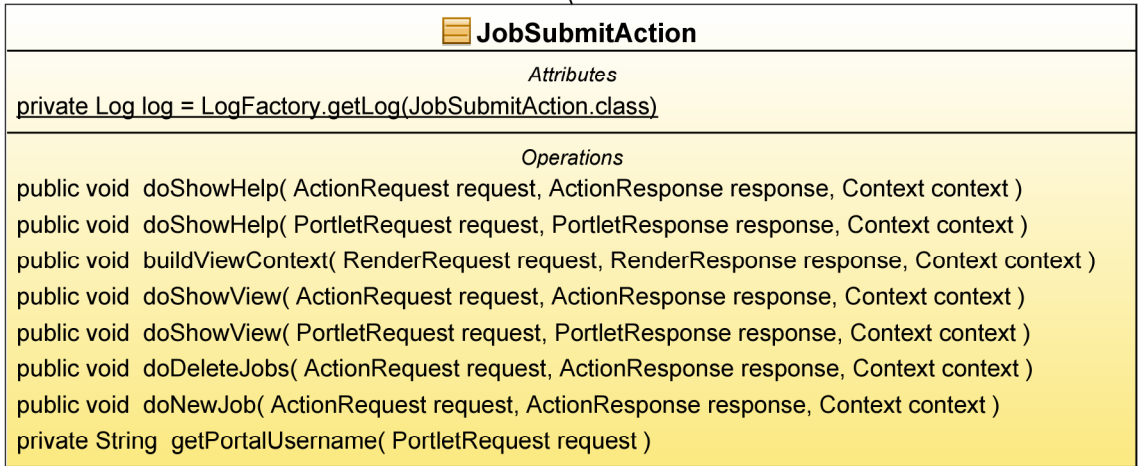 JobSubmitAction
Attributes
private Log log = LogFactory.getLog(JobSubmitAction.class)
Operations
public void doShowHelp( ActionRequest request, ActionResponse response, Context context )
public void doShowHelp( PortletRequest request, PortletResponse response, Context context )
public void buildViewContext( RenderRequest request, RenderResponse response, Context context )
public void doShowView( ActionRequest request, ActionResponse response, Context context )
public void doShowView( PortletRequest request, PortletResponse response, Context context )
public void doDeleteJobs( ActionRequest request, ActionResponse response, Context context )
public void doNewJob( ActionRequest request, ActionResponse response, Context context )
private String getPortalUsername( PortletRequest request )